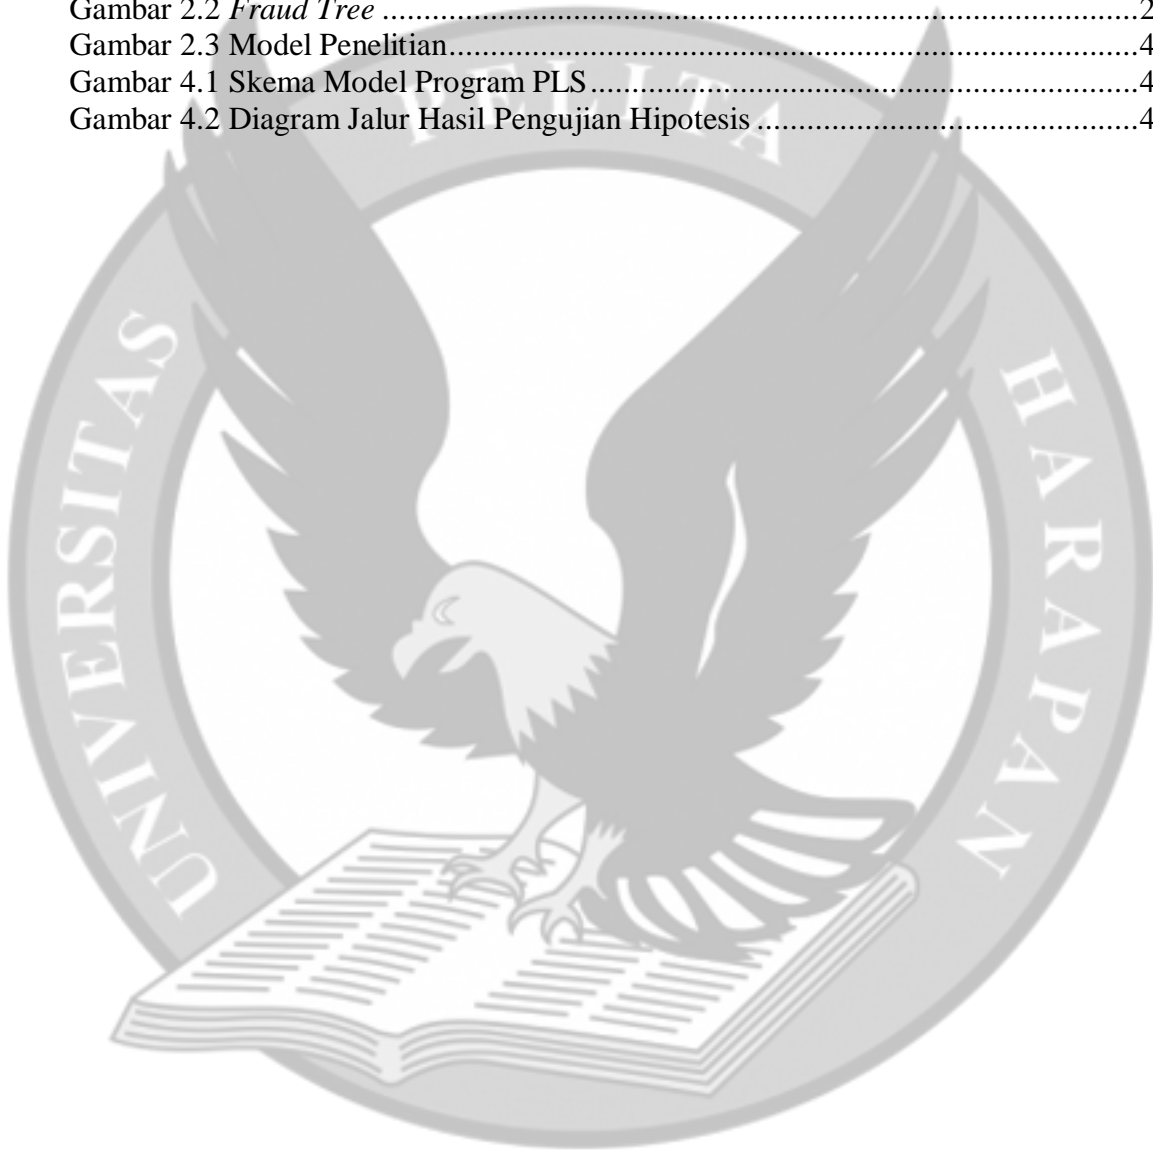 Gambar 2.2 Fraud Tree ........................................................................................................2
Gambar 2.3 Model Penelitian................................................................................................4
Gambar 4.1 Skema Model Program PLS..............................................................................4
Gambar 4.2 Diagram Jalur Hasil Pengujian Hipotesis .........................................................4
UNIVERSITAS
PELITA
HARAPAN